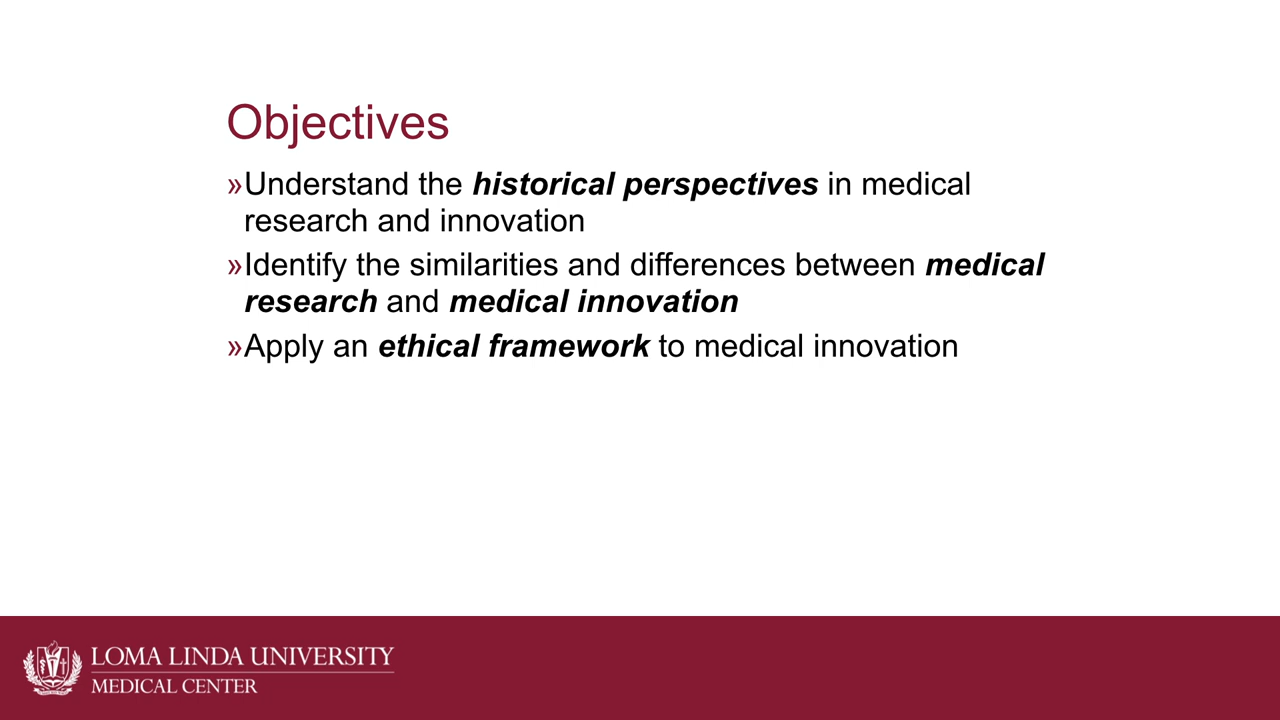 Objectives
»Understand the historical perspectives in medical
research and innovation
»Identify the similarities and differences between medical
research and medical innovation
»Apply an ethical framework to medical innovation
LOMA LINDA UNIVERSITY
MEDICAL CENTER